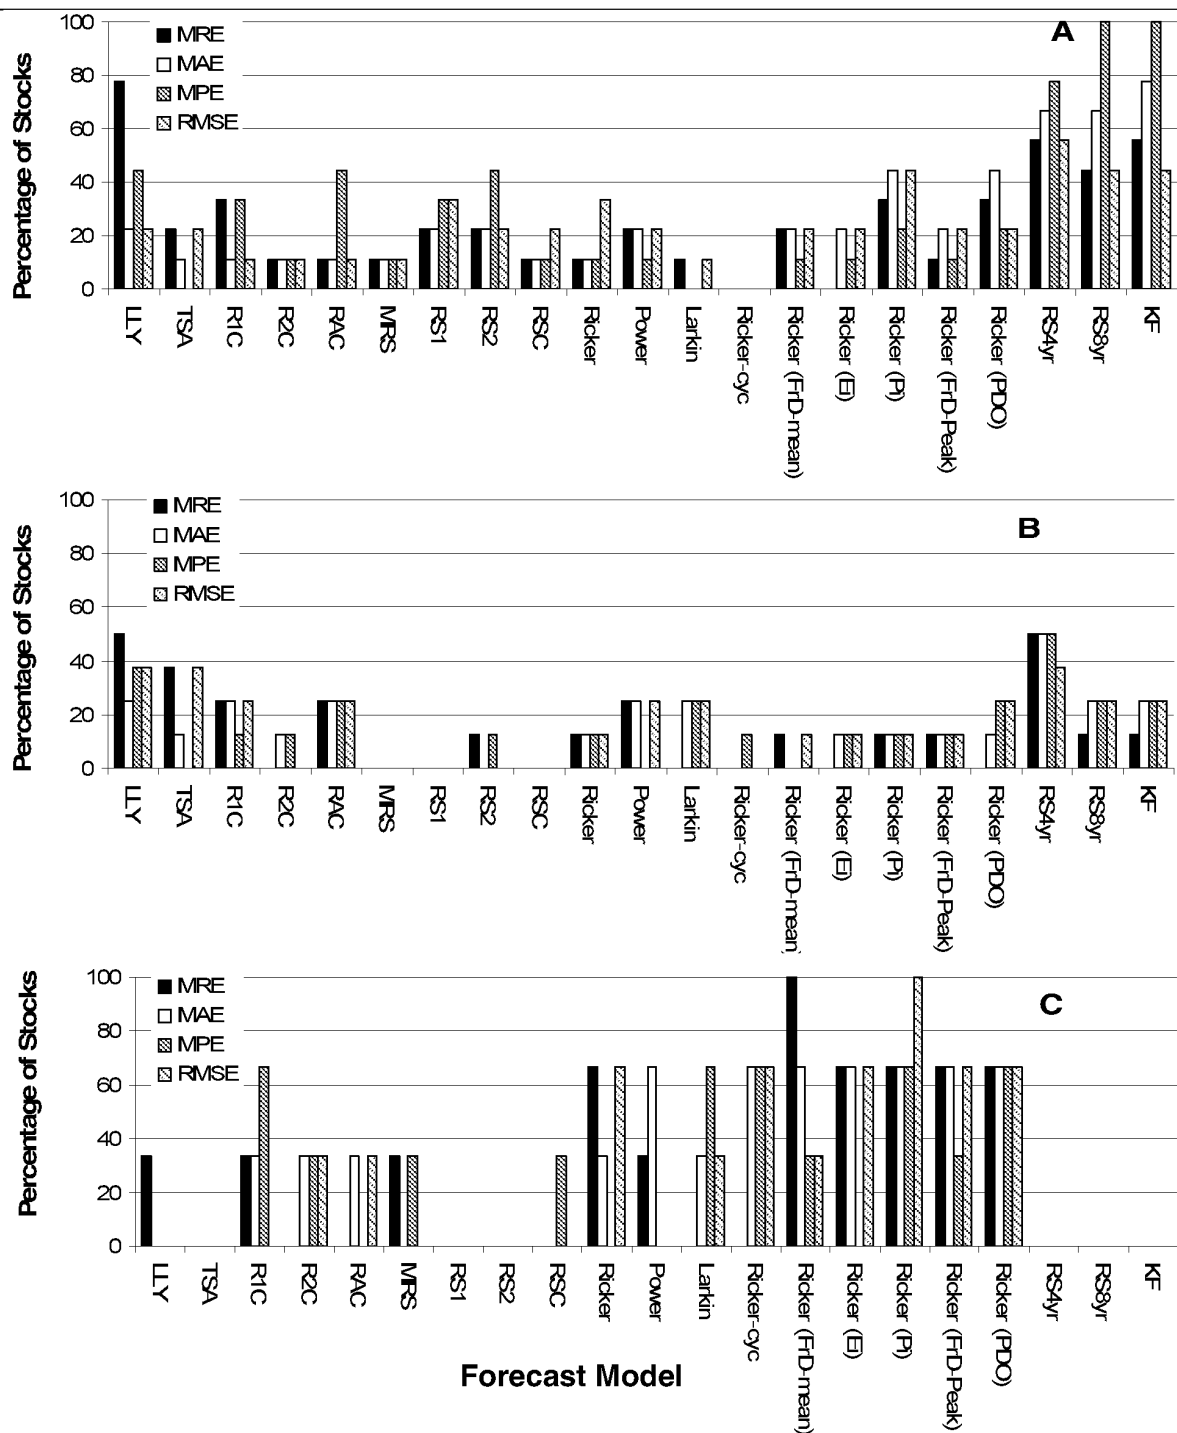 A
MRE
MAE
MPE
RMSE
Percentage of Stocks
100
80
60
40
20
0
LLY
TSA
R1C
R2C
RAC
MRS
RS1
RS2
RSC
Ricker
Power
Larkin
Ricker-cyc
Ricker (FrD-mean)
Ricker (Ei)
Ricker (Pi)
Ricker (FrD-Peak)
Ricker (PDO)
RS4yr
RS8yr
KF
B
MRE
MAE
MPE
RMSE
Percentage of Stocks
100
80
60
40
20
0
LLY
TSA
R1C
R2C
RAC
MRS
RS1
RS2
RSC
Ricker
Power
Larkin
Ricker-cyc
Ricker (FrD-mean)
Ricker (Ei)
Ricker (Pi)
Ricker (FrD-Peak)
Ricker (PDO)
RS4yr
RS8yr
KF
C
MRE
MAE
MPE
RMSE
Percentage of Stocks
100
80
60
40
20
0
LLY
TSA
R1C
R2C
RAC
MRS
RS1
RS2
RSC
Ricker
Power
Larkin
Ricker-cyc
Ricker (FrD-mean)
Ricker (Ei)
Ricker (Pi)
Ricker (FrD-Peak)
Ricker (PDO)
RS4yr
RS8yr
KF
Forecast Model